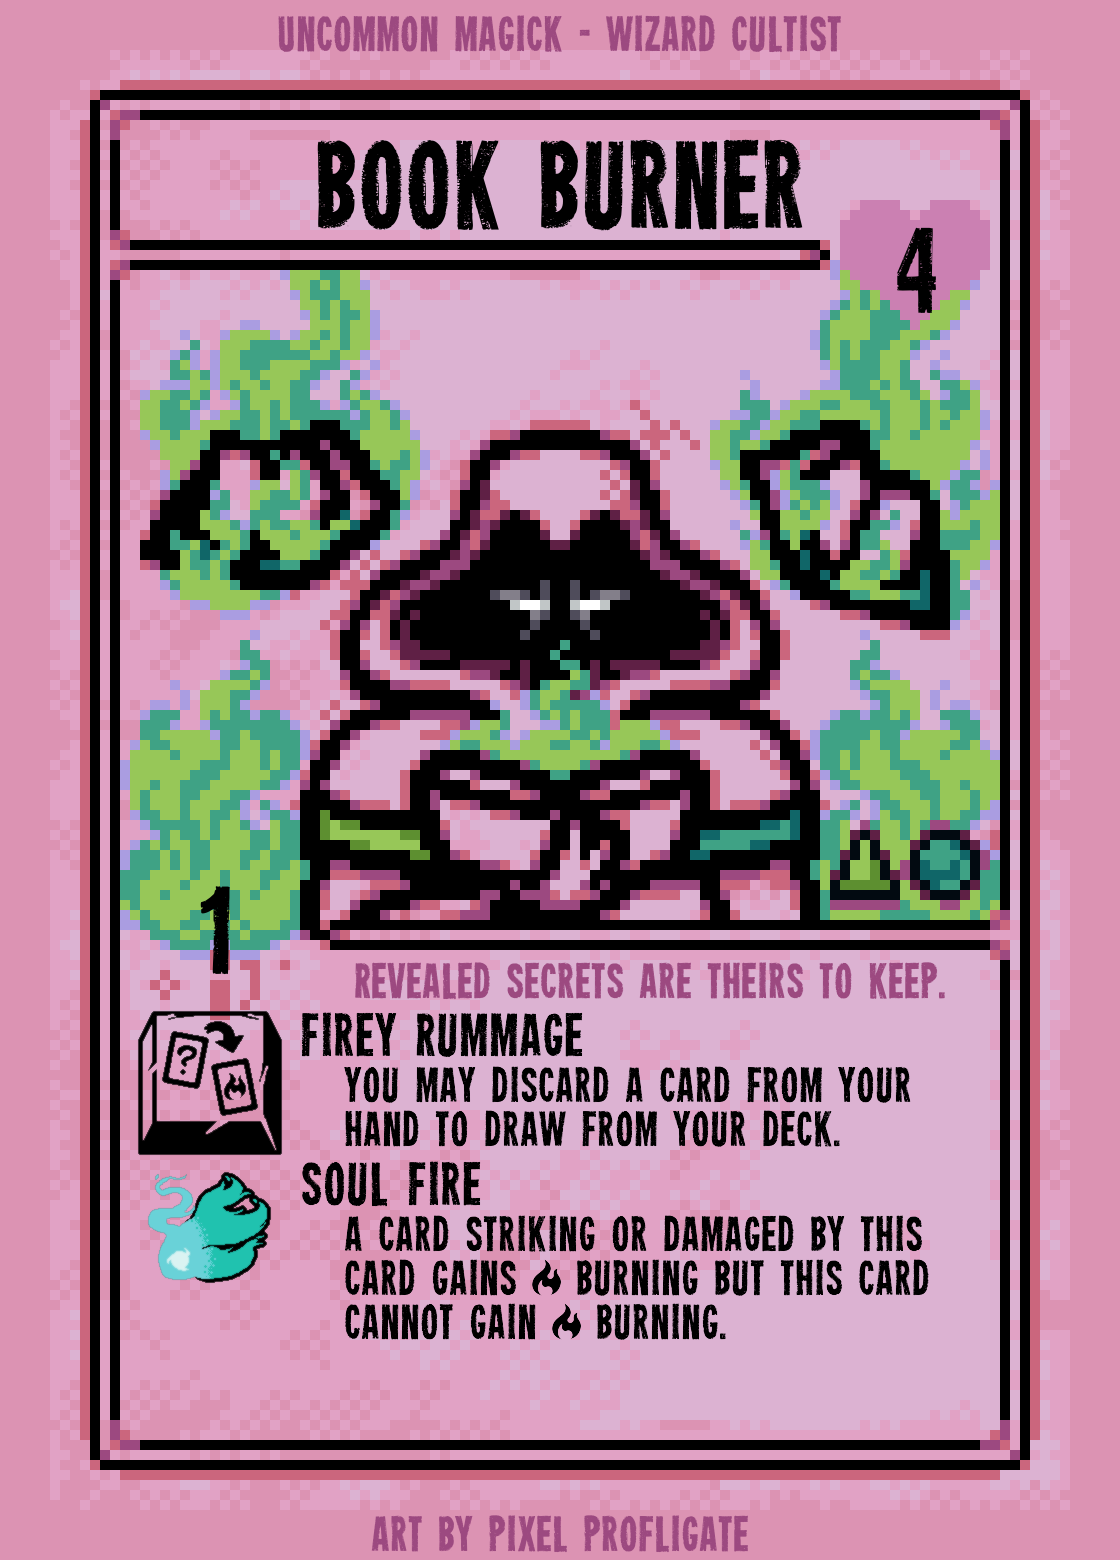 UNCOMMON MAGICK - WIZARD CULTIST
BOOK BURNER
4
1
REVEALED SECRETS ARE THEIRS TO KEEP.
FIREY RUMMAGE
YOU MAY DISCARD A CARD FROM YOUR
HAND TO DRAW FROM YOUR DECK.
?
SOUL FIRE
A CARD STRIKING OR DAMAGED BY THIS
CARD GAINS BURNING BUT THIS CARD
CANNOT GAIN BURNING.
ART BY PIXEL PROFLIGATE